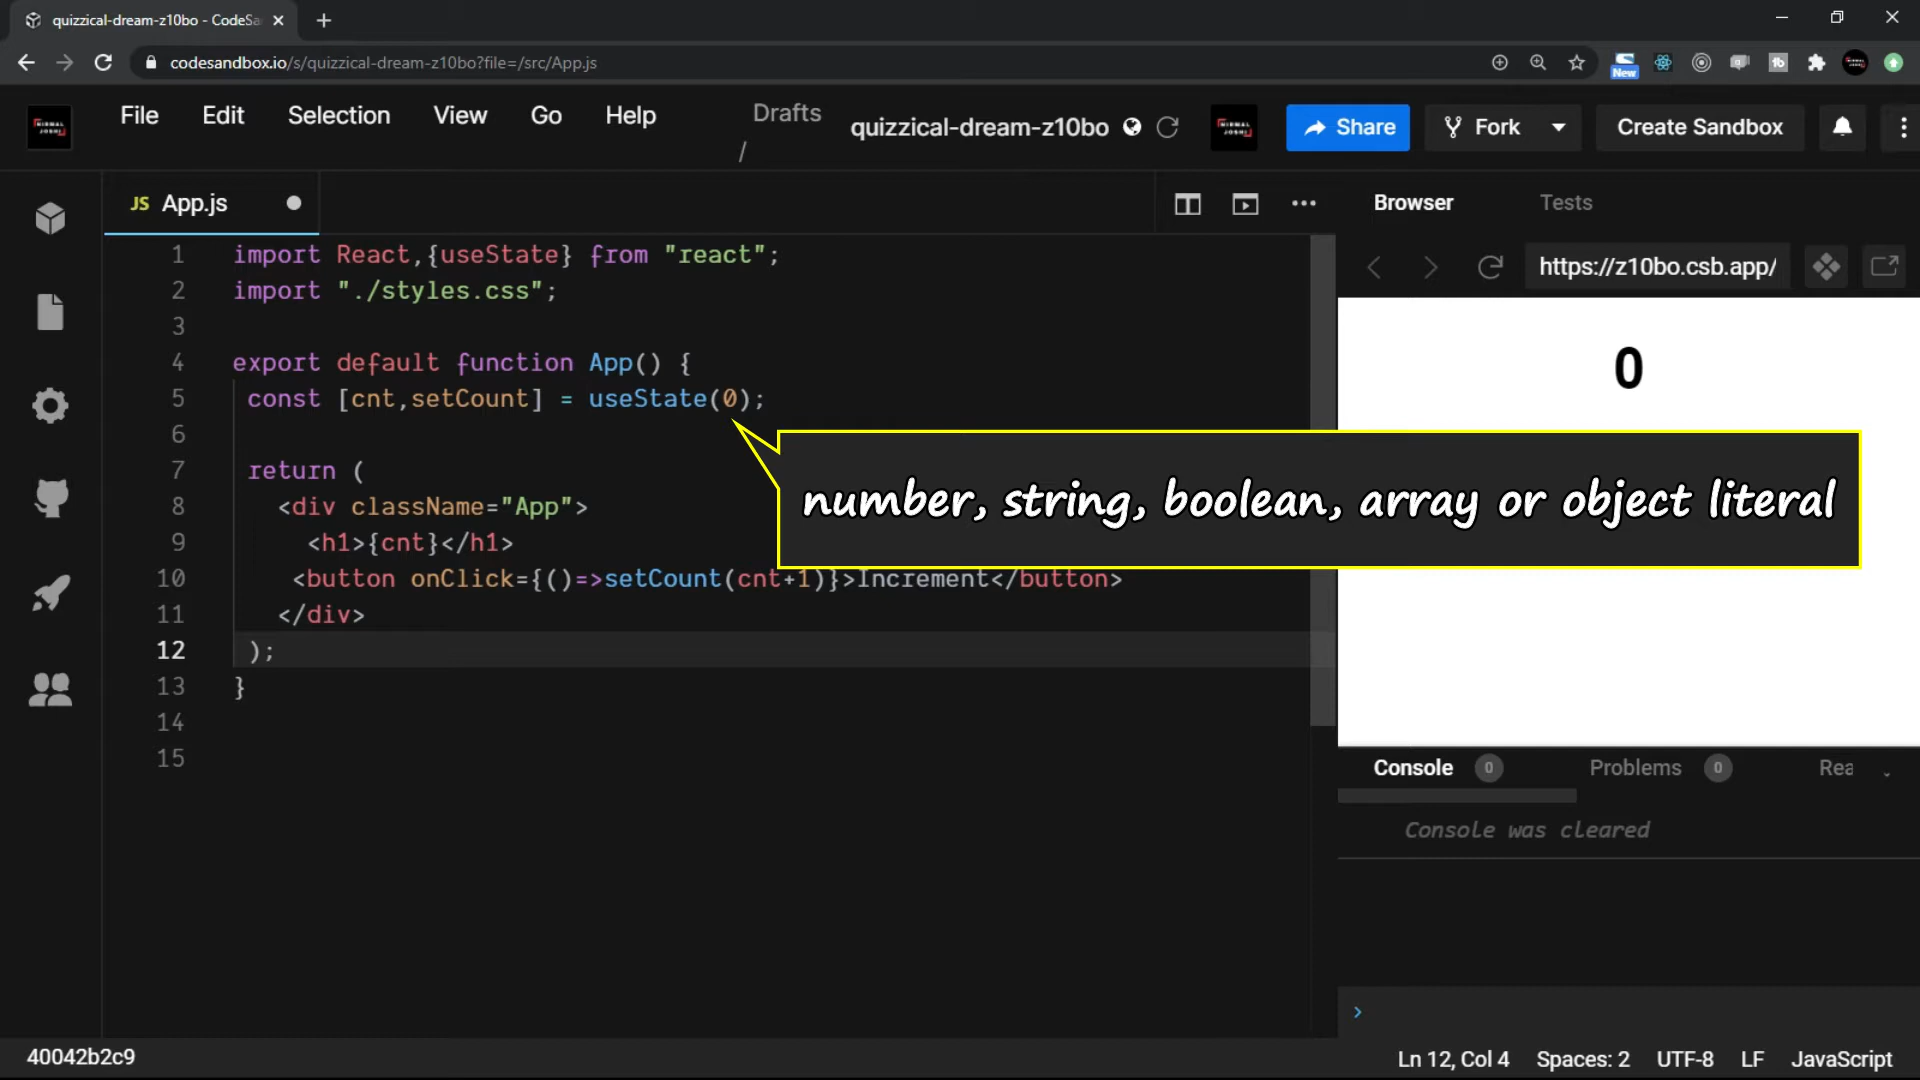 quizzical-dream-z10bo - CodeSa
codesandbox.io/s/quizzical-dream-z10bo?file=/src/App.js
New
File Edit Selection View Go Help
Drafts
/
quizzical-dream-z10bo
NIRMAL
JOSHI
Share
Fork
Create Sandbox
JS App.js
Browser
Tests
https://z10bo.csb.app/
1 import React,{useState} from "react";
2 import "./styles.css";
3
4 export default function App() {
5 const [cnt,setCount] = useState(0);
6
7 return (
8 <div className="App">
9 <h1>{cnt}</h1>
10 <button onClick={()=>setCount(cnt+1)}>Increment</button>
11 </div>
12 );
13 }
14
15
number, string, boolean, array or object literal
0
Console 0 Problems 0 Rea
Console was cleared
40042b2c9
Ln 12, Col 4 Spaces: 2 UTF-8 LF JavaScript